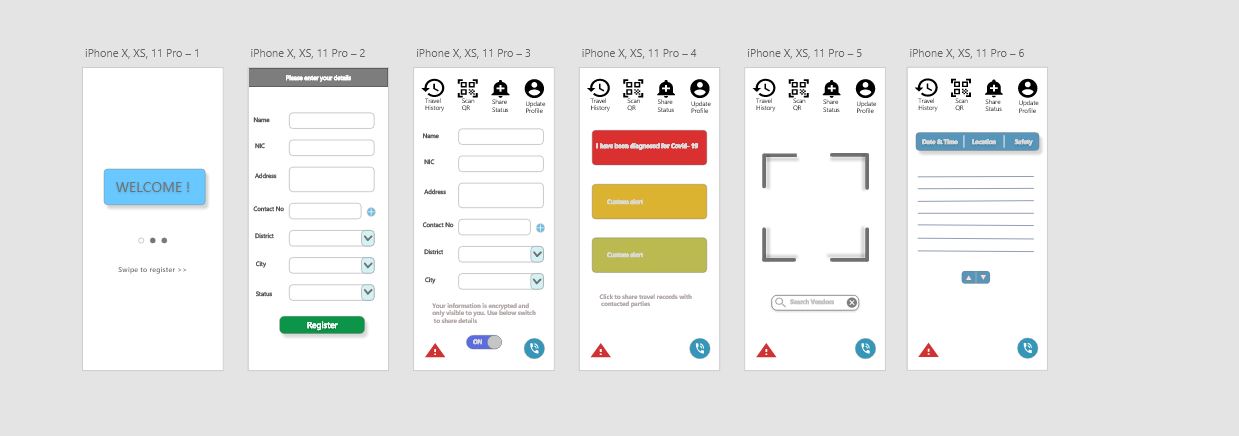 iPhone X, XS, 11 Pro – 1
WELCOME !
Swipe to register >>
iPhone X, XS, 11 Pro – 2
Please enter your details
Name
NIC
Address
Contact No
District
City
Status
Register
iPhone X, XS, 11 Pro – 3
Travel
History
Scan
QR
Share
Status
Update
Profile
Name
NIC
Address
Contact No
District
City
Your information is encrypted and
only visible to you. Use below switch
to share details
ON
iPhone X, XS, 11 Pro – 4
Travel
History
Scan
QR
Share
Status
Update
Profile
I have been diagnosed for Covid- 19
Custom alert
Custom alert
Click to share travel records with
contacted parties
iPhone X, XS, 11 Pro – 5
Travel
History
Scan
QR
Share
Status
Update
Profile
Search Vendors
iPhone X, XS, 11 Pro – 6
Travel
History
Scan
QR
Share
Status
Update
Profile
Date & Time
Location
Safety